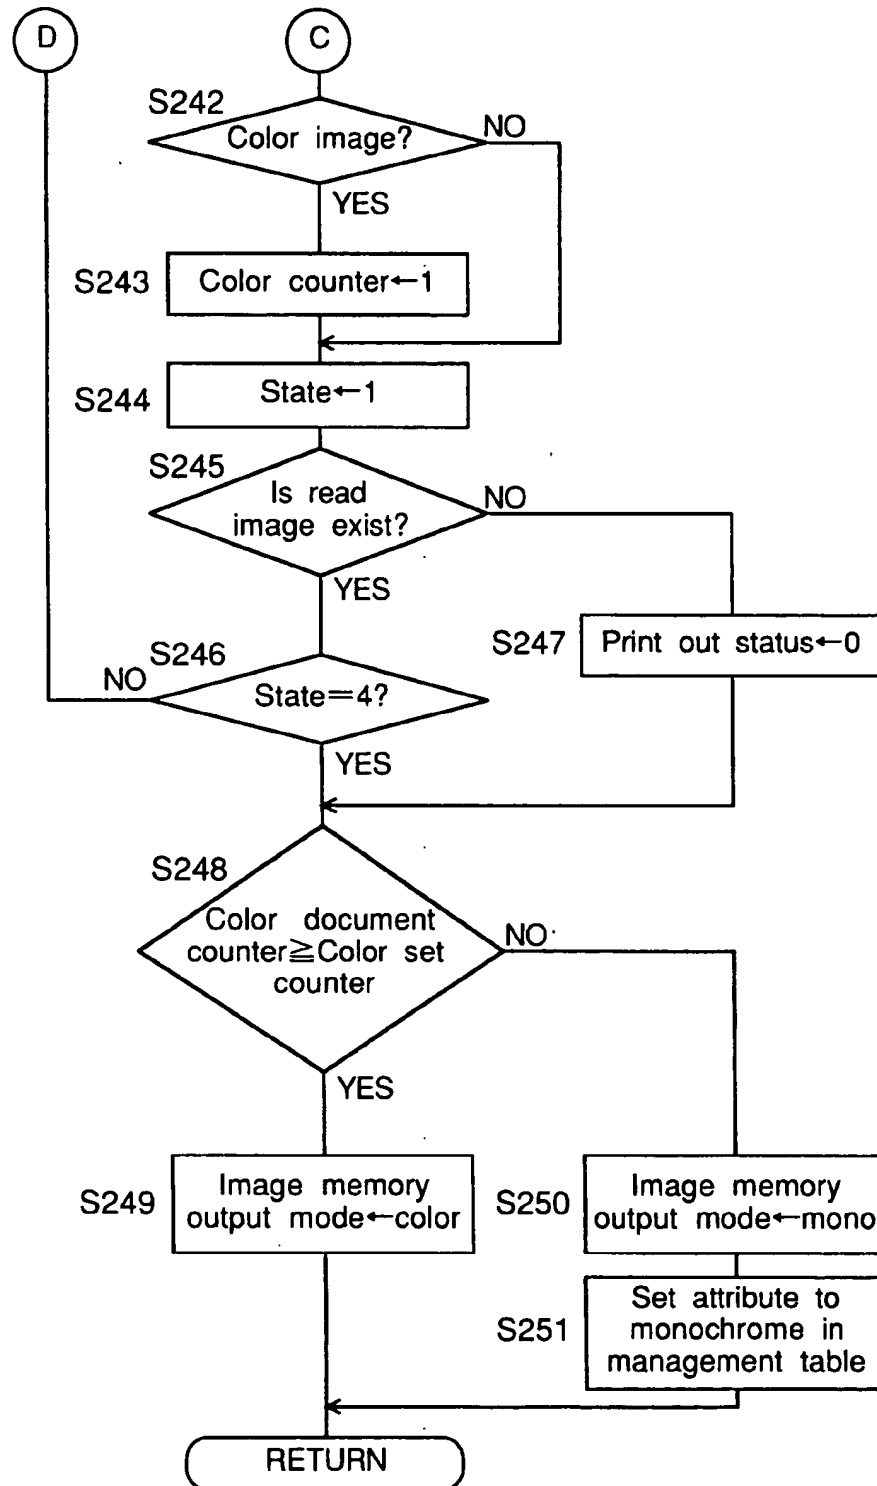 D
C
S242
Color image?
NO
YES
S243
Color counter←1
S244
State←1
S245
Is read
image exist?
NO
YES
S247
Print out status←0
S246
NO
State=4?
YES
S248
Color document
counter≧Color set
counter
NO
YES
S249
Image memory
output mode←color
S250
Image memory
output mode←mono
S251
Set attribute to
monochrome in
management table
RETURN